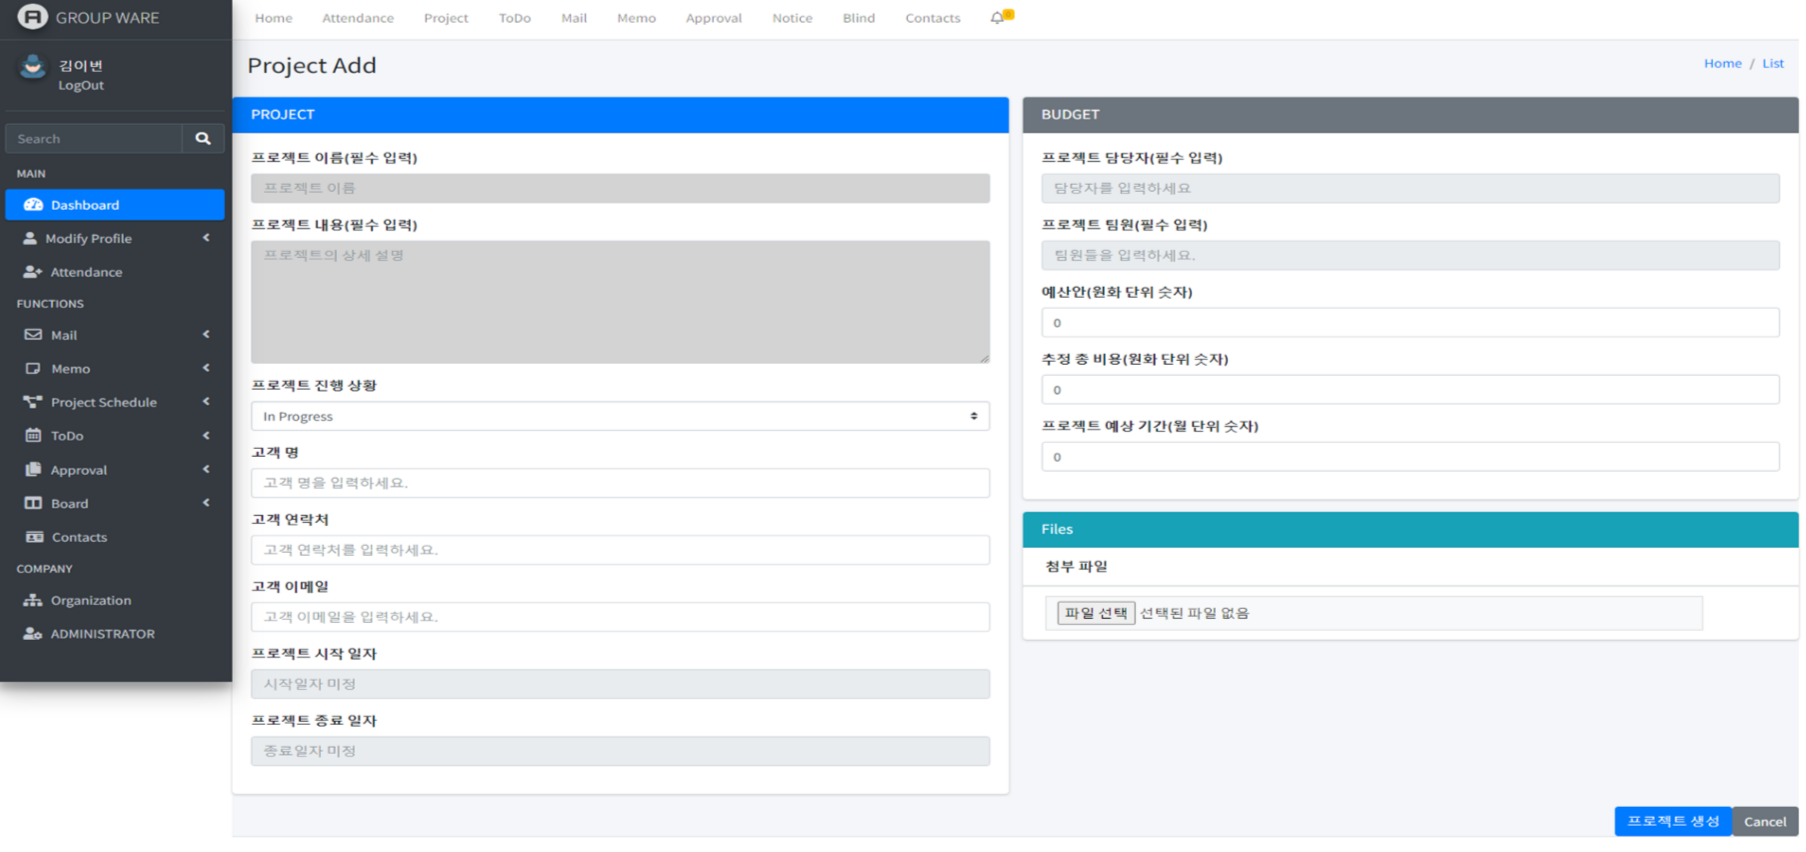 GROUP WARE
Home Attendance Project ToDo Mail Memo Approval Notice Blind Contacts
김이번
LogOut
Search
MAIN
Dashboard
Modify Profile
Attendance
FUNCTIONS
Mail
Memo
Project Schedule
ToDo
Approval
Board
Contacts
COMPANY
Organization
ADMINISTRATOR
Project Add
Home / List
PROJECT
프로젝트 이름(필수 입력)
프로젝트 이름
프로젝트 내용(필수 입력)
프로젝트의 상세 설명
프로젝트 진행 상황
In Progress
고객 명
고객 명을 입력하세요.
고객 연락처
고객 연락처를 입력하세요.
고객 이메일
고객 이메일을 입력하세요.
프로젝트 시작 일자
시작일자 미정
프로젝트 종료 일자
종료일자 미정
BUDGET
프로젝트 담당자(필수 입력)
담당자를 입력하세요
프로젝트 팀원(필수 입력)
팀원들을 입력하세요.
예산안(원화 단위 숫자)
0
추정 총 비용(원화 단위 숫자)
0
프로젝트 예상 기간(월 단위 숫자)
0
Files
첨부 파일
파일 선택 선택된 파일 없음
프로젝트 생성 Cancel